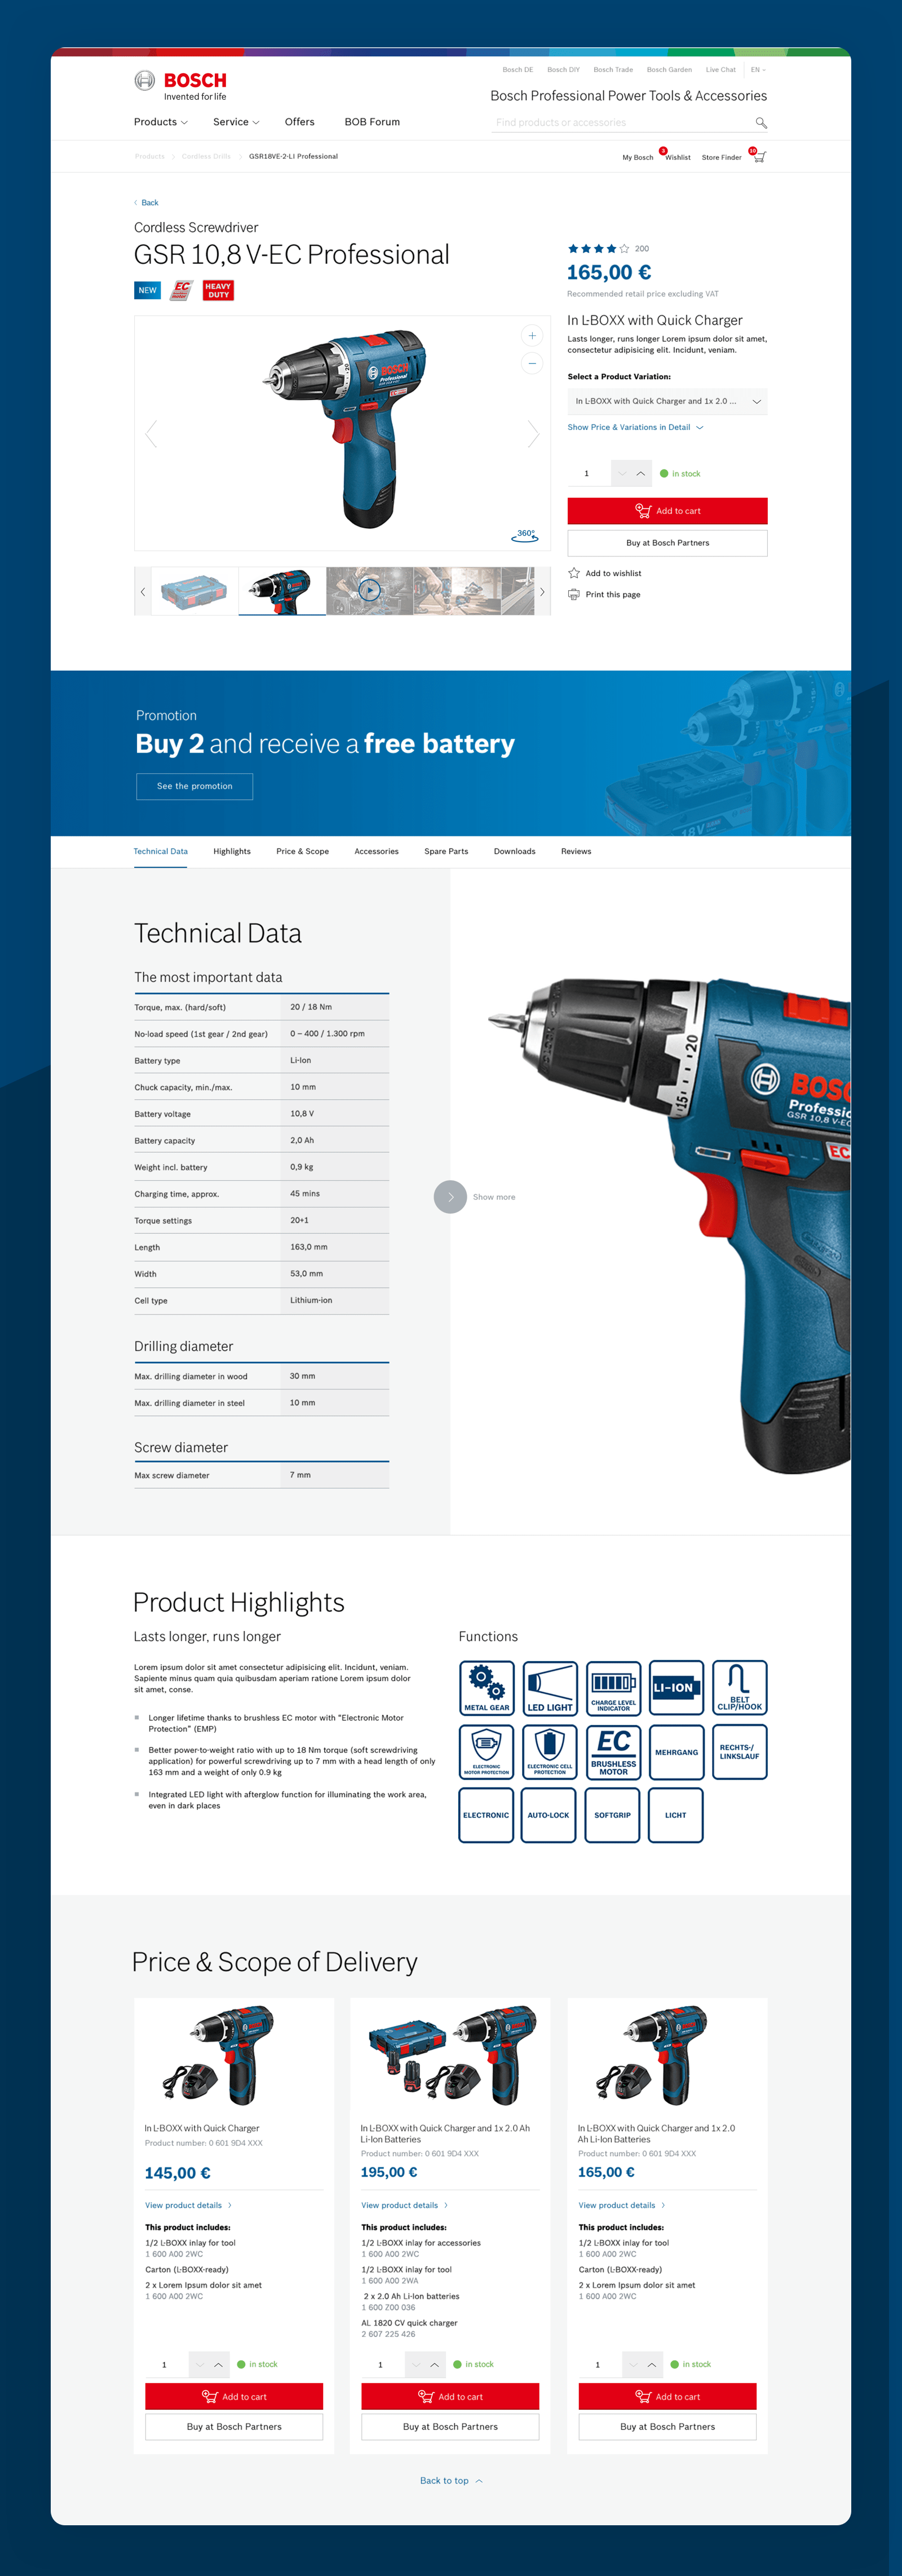 Bosch DE Bosch DIY Bosch Trade Bosch Garden Live Chat EN
BOSCH
Invented for life
Bosch Professional Power Tools & Accessories
Products Service Offers BOB Forum
Find products or accessories
Products Cordless Drills GSR18VE-2-LI Professional
My Bosch 3 Wishlist Store Finder 10
Back
Cordless Screwdriver
GSR 10,8 V-EC Professional
NEW
EC
HEAVY
DUTY
BOSCH
Professional
20
360°
200
165,00 €
Recommended retail price excluding VAT
In L-BOXX with Quick Charger
Lasts longer, runs longer Lorem ipsum dolor sit amet,
consectetur adipisicing elit. Incidunt, veniam.
Select a Product Variation:
In L-BOXX with Quick Charger and 1x 2.0 ...
Show Price & Variations in Detail
1
in stock
Add to cart
Buy at Bosch Partners
Add to wishlist
Print this page
Promotion
Buy 2 and receive a free battery
See the promotion
18V
Technical Data Highlights Price & Scope Accessories Spare Parts Downloads Reviews
Technical Data
The most important data
Torque, max. (hard/soft) 20 / 18 Nm
No-load speed (1st gear / 2nd gear) 0 – 400 / 1.300 rpm
Battery type Li-Ion
Chuck capacity, min./max. 10 mm
Battery voltage 10,8 V
Battery capacity 2,0 Ah
Weight incl. battery 0,9 kg
Charging time, approx. 45 mins
Torque settings 20+1
Length 163,0 mm
Width 53,0 mm
Cell type Lithium-ion
Drilling diameter
Max. drilling diameter in wood 30 mm
Max. drilling diameter in steel 10 mm
Screw diameter
Max screw diameter 7 mm
Show more
20
15
BOSC
Professio
GSR 10,8 V-EC
EC
Product Highlights
Lasts longer, runs longer
Lorem ipsum dolor sit amet consectetur adipisicing elit. Incidunt, veniam.
Sapiente minus quam quia quibusdam aperiam ratione Lorem ipsum dolor
sit amet, conse.
Longer lifetime thanks to brushless EC motor with “Electronic Motor
Protection” (EMP)
Better power-to-weight ratio with up to 18 Nm torque (soft screwdriving
application) for powerful screwdriving up to 7 mm with a head length of only
163 mm and a weight of only 0.9 kg
Integrated LED light with afterglow function for illuminating the work area,
even in dark places
Functions
METAL GEAR
LED LIGHT
CHARGE LEVEL
INDICATOR
LI-ION
BELT
CLIP/HOOK
ELECTRONIC
MOTOR PROTECTION
ELECTRONIC CELL
PROTECTION
EC
BRUSHLESS
MOTOR
MEHRGANG
RECHTS-/
LINKSLAUF
ELECTRONIC
AUTO-LOCK
SOFTGRIP
LICHT
Price & Scope of Delivery
In L-BOXX with Quick Charger
Product number: 0 601 9D4 XXX
145,00 €
View product details
This product includes:
1/2 L-BOXX inlay for tool
1 600 A00 2WC
Carton (L-BOXX-ready)
2 x Lorem Ipsum dolor sit amet
1 600 A00 2WC
1
in stock
Add to cart
Buy at Bosch Partners
In L-BOXX with Quick Charger and 1x 2.0 Ah
Li-Ion Batteries
Product number: 0 601 9D4 XXX
195,00 €
View product details
This product includes:
1/2 L-BOXX inlay for accessories
1 600 A00 2WC
1/2 L-BOXX inlay for tool
1 600 A00 2WA
2 x 2.0 Ah Li-Ion batteries
1 600 Z00 036
AL 1820 CV quick charger
2 607 225 426
1
in stock
Add to cart
Buy at Bosch Partners
In L-BOXX with Quick Charger and 1x 2.0
Ah Li-Ion Batteries
Product number: 0 601 9D4 XXX
165,00 €
View product details
This product includes:
1/2 L-BOXX inlay for tool
1 600 A00 2WC
Carton (L-BOXX-ready)
2 x Lorem Ipsum dolor sit amet
1 600 A00 2WC
1
in stock
Add to cart
Buy at Bosch Partners
Back to top